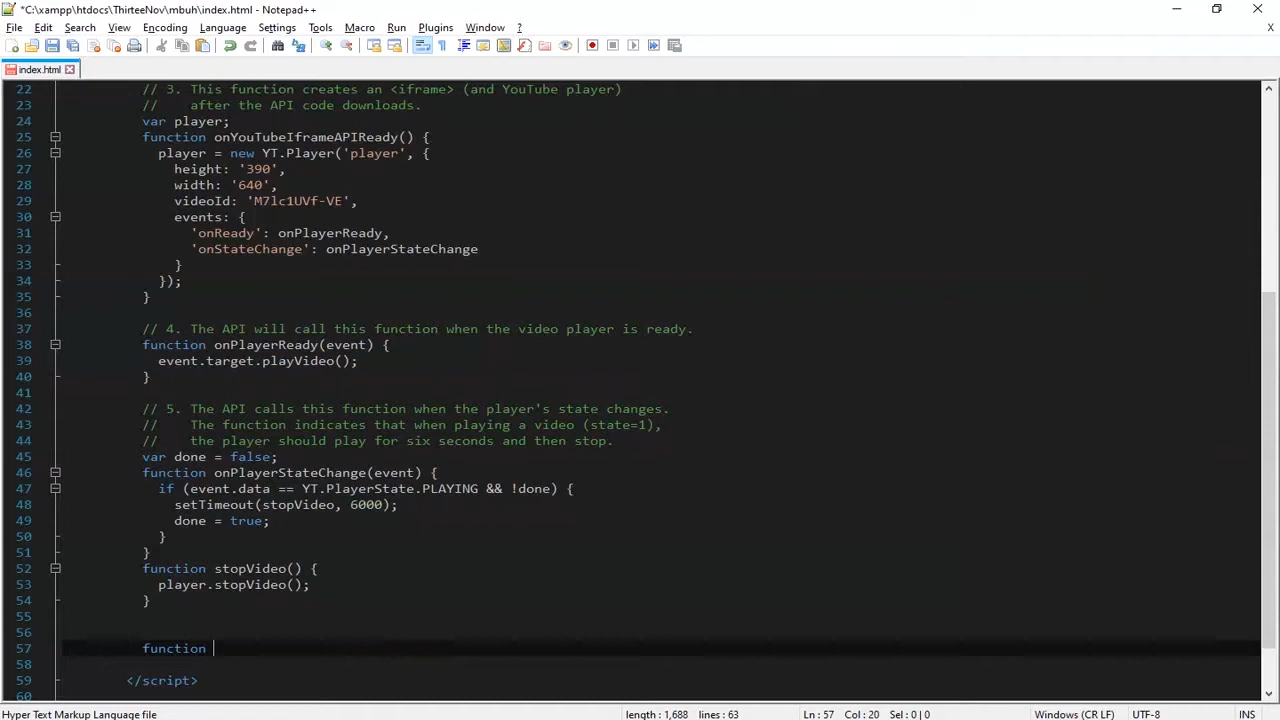 *C:\xampp\htdocs\ThirteeNov\mbuh\index.html - Notepad++
File Edit Search View Encoding Language Settings Tools Macro Run Plugins Window ? X
index.html
22 // 3. This function creates an <iframe> (and YouTube player)
23 //    after the API code downloads.
24 var player;
25 function onYouTubeIframeAPIReady() {
26 player = new YT.Player('player', {
27 height: '390',
28 width: '640',
29 videoId: 'M7lc1UVf-VE',
30 events: {
31 'onReady': onPlayerReady,
32 'onStateChange': onPlayerStateChange
33 }
34 });
35 }
36
37 // 4. The API will call this function when the video player is ready.
38 function onPlayerReady(event) {
39 event.target.playVideo();
40 }
41
42 // 5. The API calls this function when the player's state changes.
43 //    The function indicates that when playing a video (state=1),
44 //    the player should play for six seconds and then stop.
45 var done = false;
46 function onPlayerStateChange(event) {
47 if (event.data == YT.PlayerState.PLAYING && !done) {
48 setTimeout(stopVideo, 6000);
49 done = true;
50 }
51 }
52 function stopVideo() {
53 player.stopVideo();
54 }
55
56
57 function
58
59 </script>
60
Hyper Text Markup Language file length : 1,688 lines : 63 Ln : 57 Col : 20 Sel : 0 | 0 Windows (CR LF) UTF-8 INS